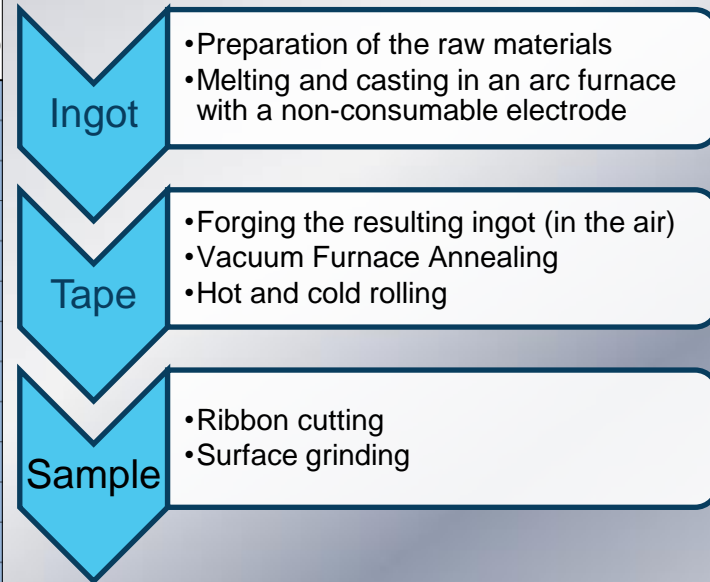 Ingot
•Preparation of the raw materials
•Melting and casting in an arc furnace
with a non-consumable electrode
Tape
•Forging the resulting ingot (in the air)
•Vacuum Furnace Annealing
•Hot and cold rolling
Sample
•Ribbon cutting
•Surface grinding